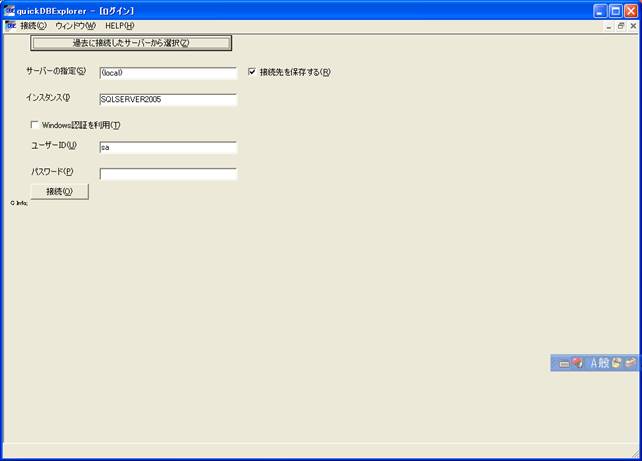 quickDBExplorer - [ログイン]
接続(C) ウィンドウ(W) HELP(H)
過去に接続したサーバーから選択(Z)
サーバーの指定(S) (local) 接続先を保存する(R)
インスタンス(I) SQLSERVER2005
Windows認証を利用(T)
ユーザーID(U) sa
パスワード(P)
接続(O)
A 般